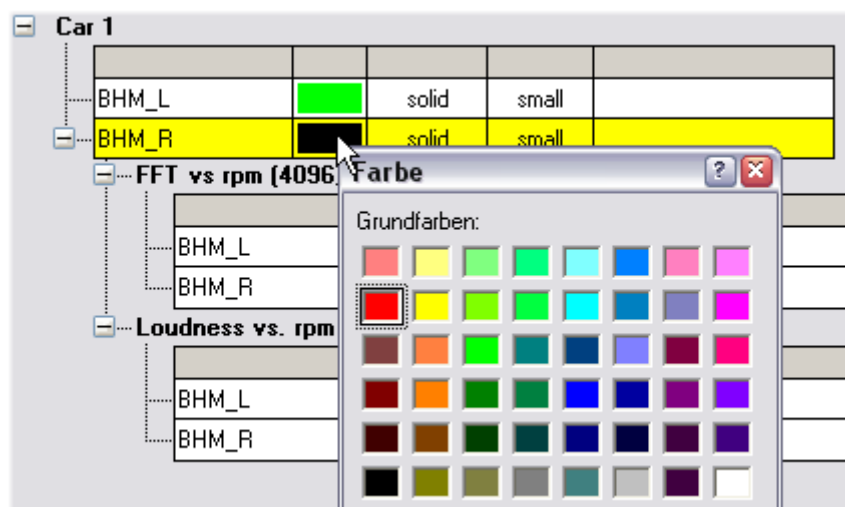 Car 1
BHM_L solid small
BHM_R solid small
Farbe
FFT vs rpm (4096)
Grundfarben:
BHM_L
BHM_R
Loudness vs. rpm
BHM_L
BHM_R